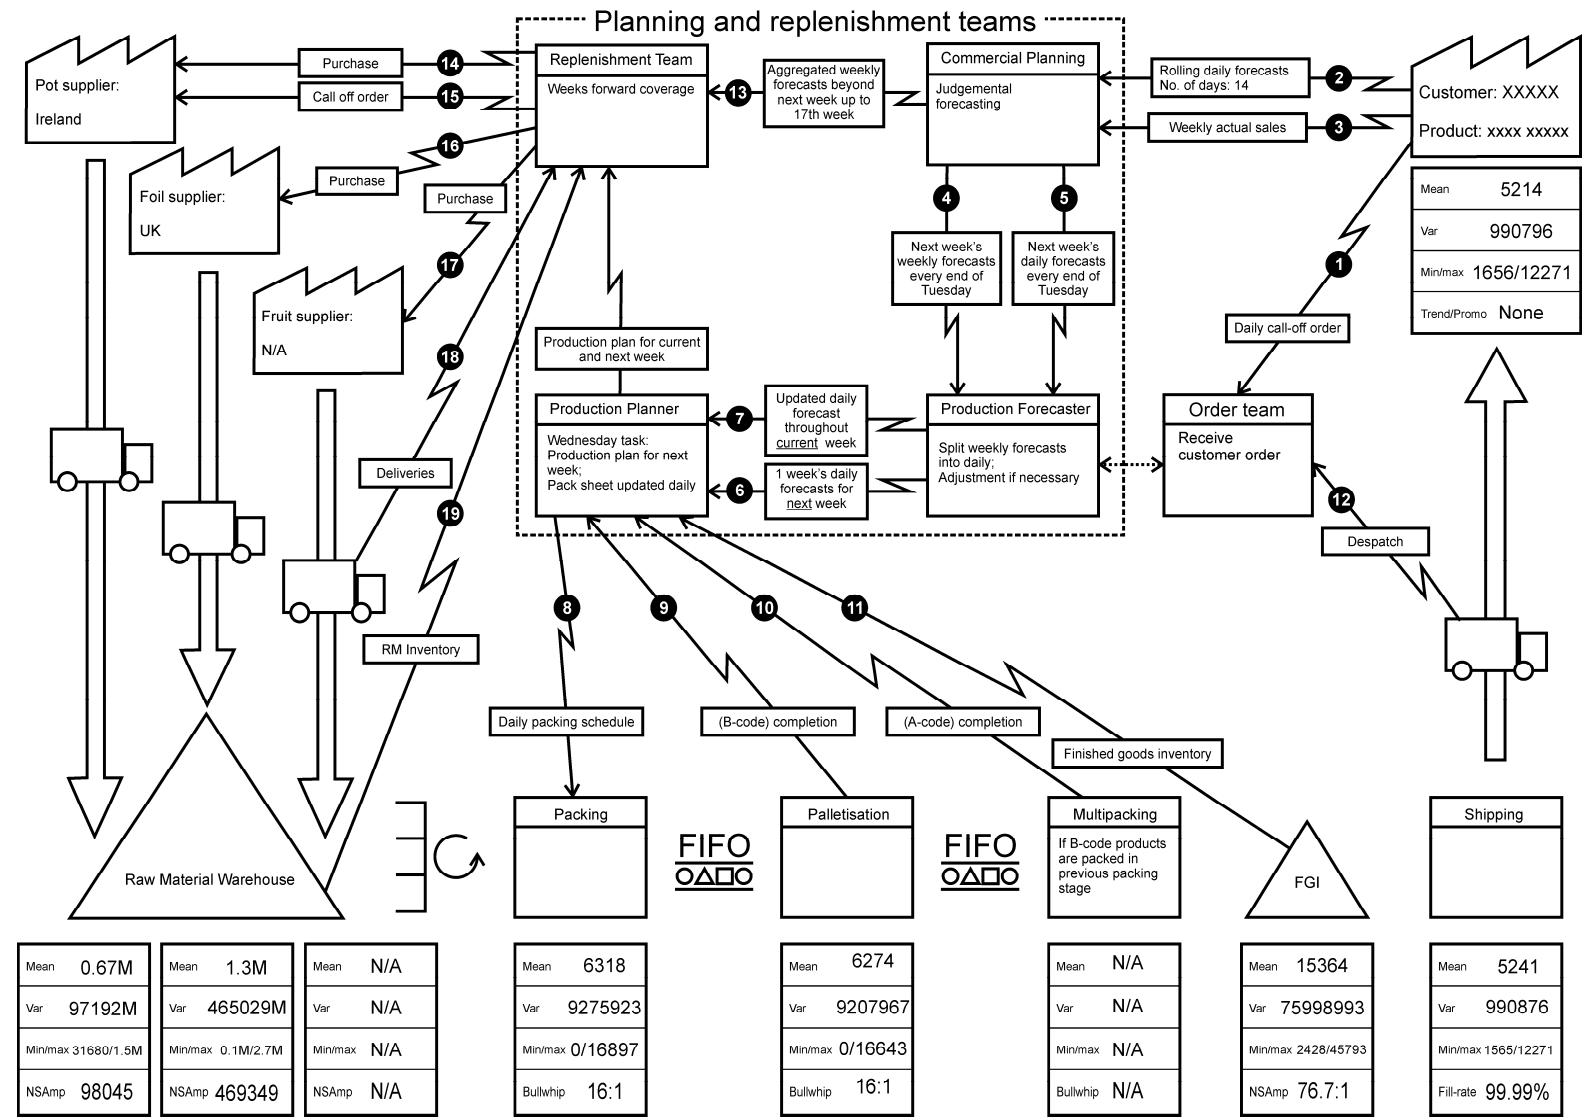 Planning and replenishment teams
Pot supplier:
Ireland
Purchase
14
Call off order
15
16
Purchase
Foil supplier:
UK
Purchase
17
Fruit supplier:
N/A
Replenishment Team
Weeks forward coverage
13
Aggregated weekly
forecasts beyond
next week up to
17th week
Commercial Planning
Judgemental
forecasting
Rolling daily forecasts
No. of days: 14
2
Weekly actual sales
3
Customer: XXXXX
Product: xxxx xxxxx
Mean 5214
Var 990796
Min/max 1656/12271
Trend/Promo None
4
5
Next week's
weekly forecasts
every end of
Tuesday
Next week's
daily forecasts
every end of
Tuesday
1
Daily call-off order
Production plan for current
and next week
18
Deliveries
19
RM Inventory
Production Planner
Wednesday task:
Production plan for next
week;
Pack sheet updated daily
7
Updated daily
forecast
throughout
current week
6
1 week's daily
forecasts for
next week
Production Forecaster
Split weekly forecasts
into daily;
Adjustment if necessary
Order team
Receive
customer order
12
Despatch
8
9
10
11
Daily packing schedule
(B-code) completion
(A-code) completion
Finished goods inventory
Raw Material Warehouse
Packing
FIFO
Palletisation
FIFO
Multipacking
If B-code products
are packed in
previous packing
stage
FGI
Shipping
Mean 0.67M
Var 97192M
Min/max 31680/1.5M
NSAmp 98045
Mean 1.3M
Var 465029M
Min/max 0.1M/2.7M
NSAmp 469349
Mean N/A
Var N/A
Min/max N/A
NSAmp N/A
Mean 6318
Var 9275923
Min/max 0/16897
Bullwhip 16:1
Mean 6274
Var 9207967
Min/max 0/16643
Bullwhip 16:1
Mean N/A
Var N/A
Min/max N/A
Bullwhip N/A
Mean 15364
Var 75998993
Min/max 2428/45793
NSAmp 76.7:1
Mean 5241
Var 990876
Min/max 1565/12271
Fill-rate 99.99%